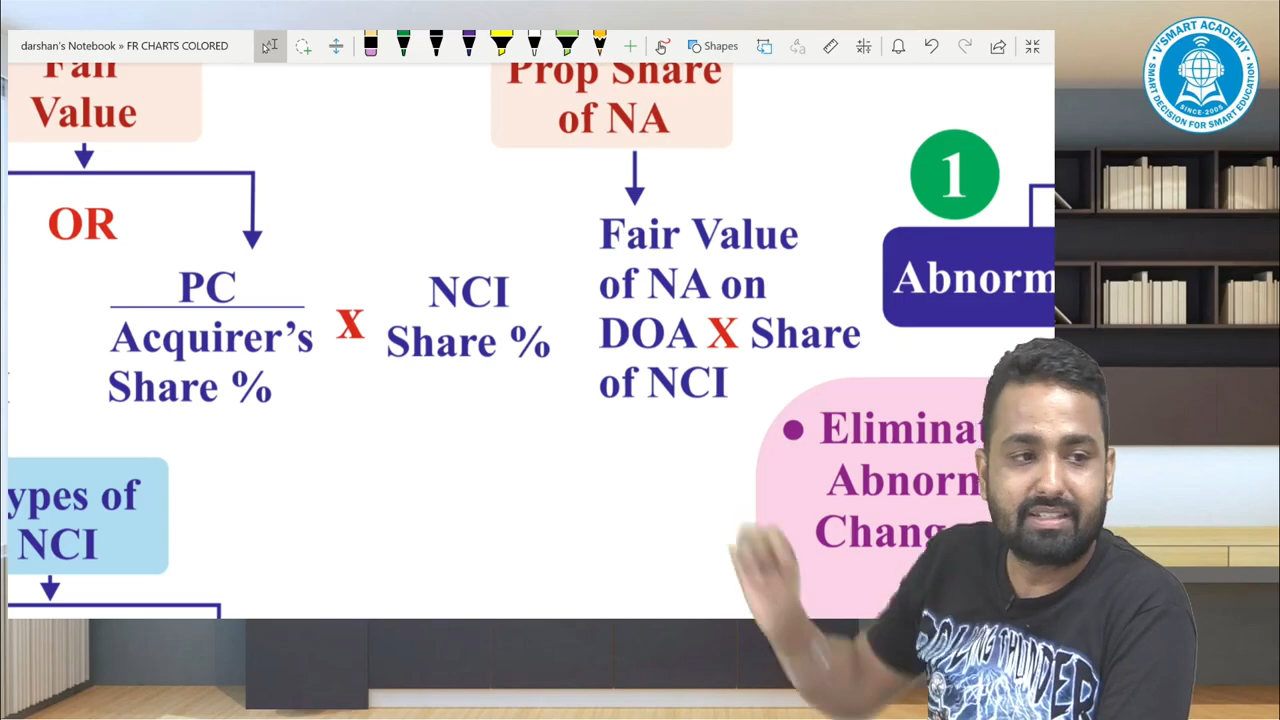 darshan's Notebook » FR CHARTS COLORED
Shapes
V'SMART ACADEMY
SMART DECISION FOR SMART EDUCATION
SINCE-2009
Fair
Value
Prop Share
of NA
1
OR
Fair Value
of NA on
DOA X Share
of NCI
PC
Acquirer's
Share %
X
NCI
Share %
Abnorm
• Eliminat
Abnorm
Chang
ypes of
NCI